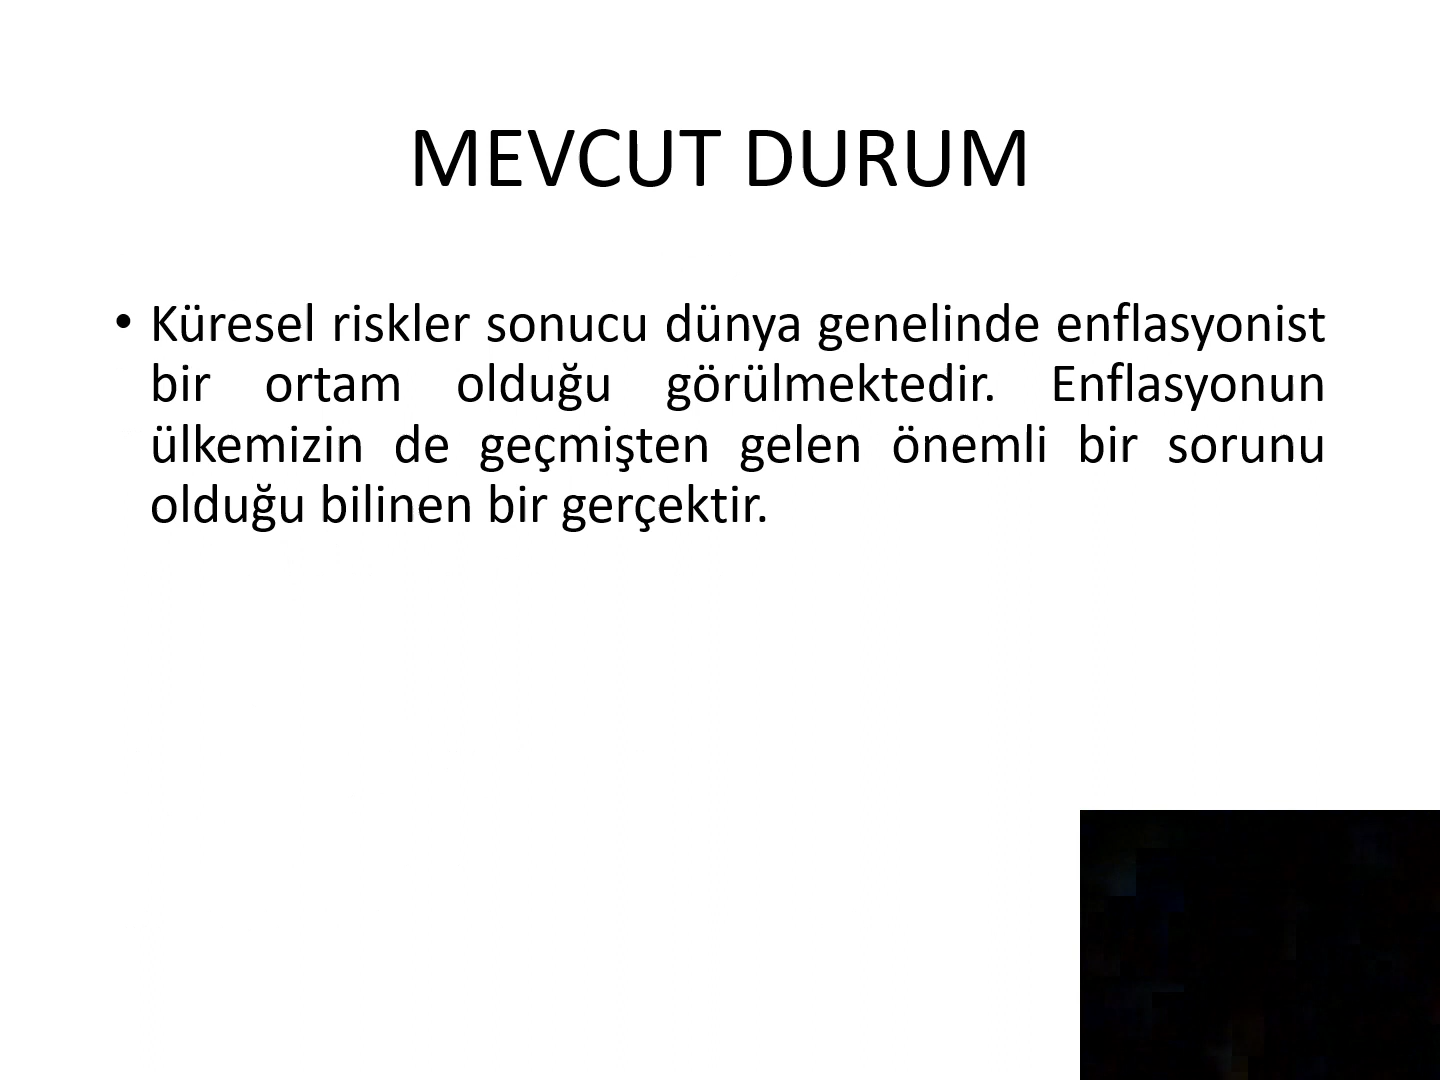 MEVCUT DURUM
• Küresel riskler sonucu dünya genelinde enflasyonist
bir ortam olduğu görülmektedir. Enflasyonun
ülkemizin de geçmişten gelen önemli bir sorunu
olduğu bilinen bir gerçektir.